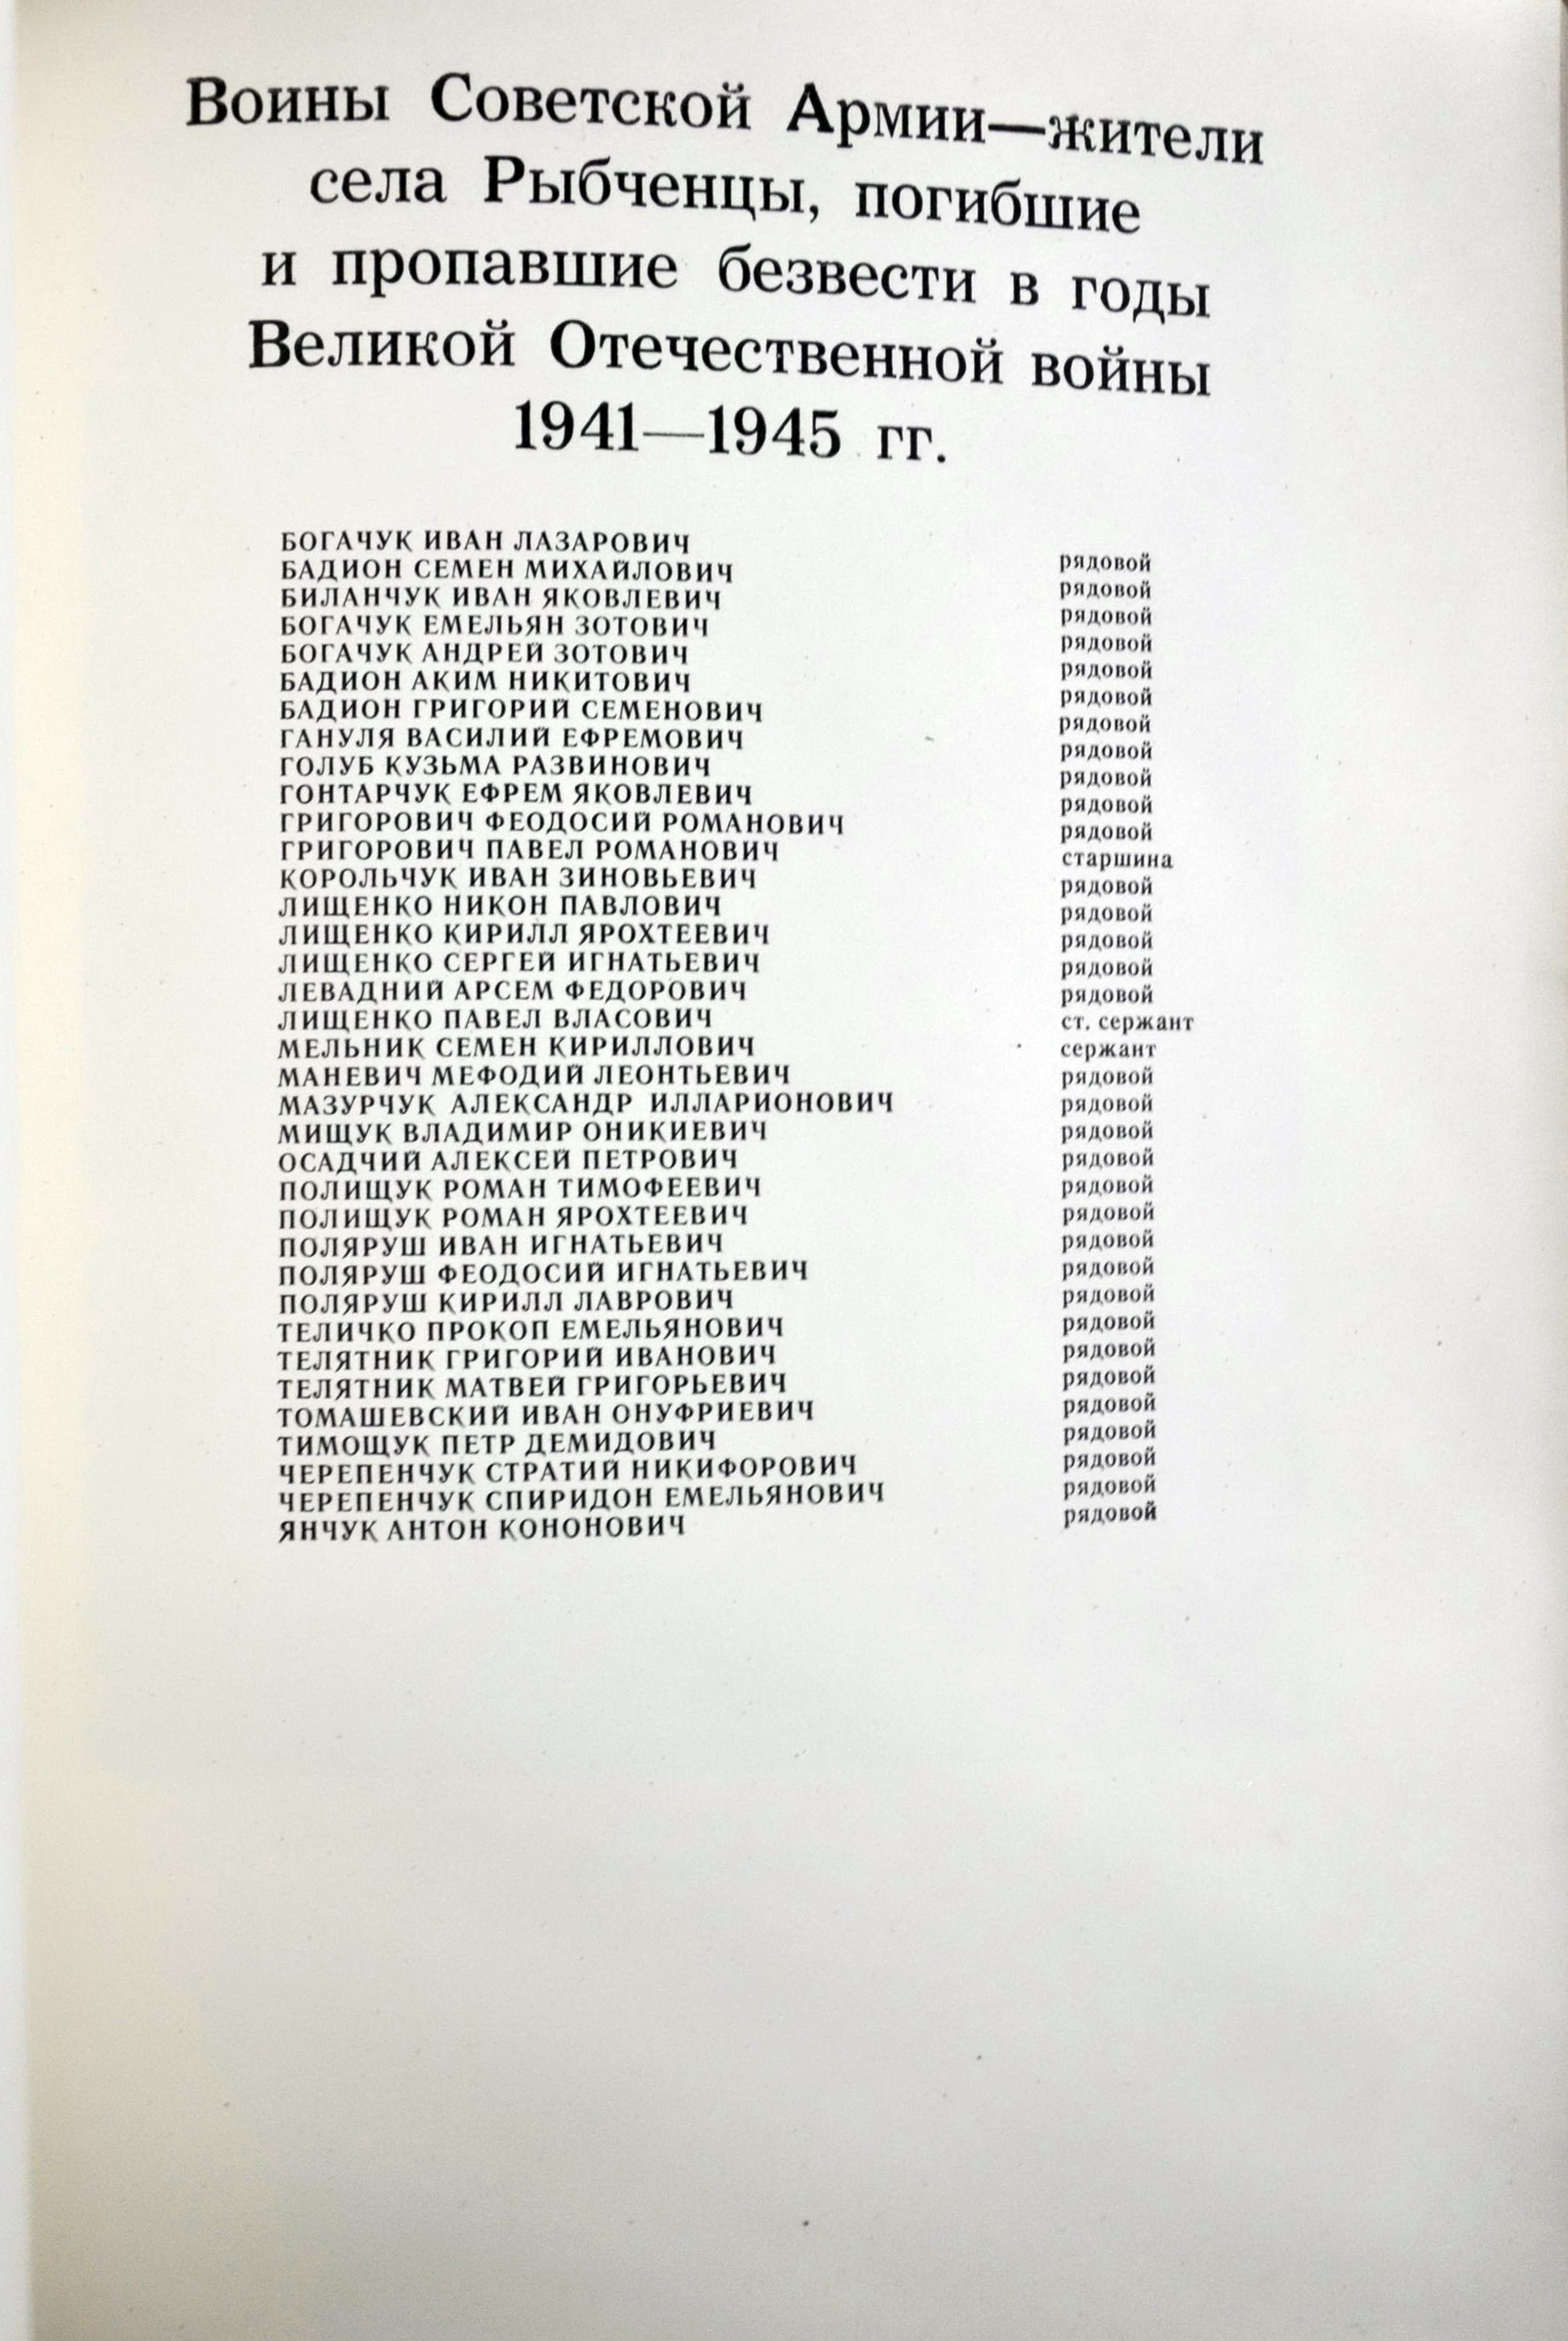 Воины Советской Армии—жители
села Рыбченцы, погибшие
и пропавшие безвести в годы
Великой Отечественной войны
1941—1945 гг.
БОГАЧУК ИВАН ЛАЗАРОВИЧ рядовой
БАДИОН СЕМЕН МИХАЙЛОВИЧ рядовой
БИЛАНЧУК ИВАН ЯКОВЛЕВИЧ рядовой
БОГАЧУК ЕМЕЛЬЯН ЗОТОВИЧ рядовой
БОГАЧУК АНДРЕЙ ЗОТОВИЧ рядовой
БАДИОН АКИМ НИКИТОВИЧ рядовой
БАДИОН ГРИГОРИЙ СЕМЕНОВИЧ рядовой
ГАНУЛЯ ВАСИЛИЙ ЕФРЕМОВИЧ рядовой
ГОЛУБ КУЗЬМА РАЗВИНОВИЧ рядовой
ГОНТАРЧУК ЕФРЕМ ЯКОВЛЕВИЧ рядовой
ГРИГОРОВИЧ ФЕОДОСИЙ РОМАНОВИЧ рядовой
ГРИГОРОВИЧ ПАВЕЛ РОМАНОВИЧ старшина
КОРОЛЬЧУК ИВАН ЗИНОВЬЕВИЧ рядовой
ЛИЩЕНКО НИКОН ПАВЛОВИЧ рядовой
ЛИЩЕНКО КИРИЛЛ ЯРОХТЕЕВИЧ рядовой
ЛИЩЕНКО СЕРГЕЙ ИГНАТЬЕВИЧ рядовой
ЛЕВАДНИЙ АРСЕМ ФЕДОРОВИЧ рядовой
ЛИЩЕНКО ПАВЕЛ ВЛАСОВИЧ ст. сержант
МЕЛЬНИК СЕМЕН КИРИЛЛОВИЧ сержант
МАНЕВИЧ МЕФОДИЙ ЛЕОНТЬЕВИЧ рядовой
МАЗУРЧУК АЛЕКСАНДР ИЛЛАРИОНОВИЧ рядовой
МИЩУК ВЛАДИМИР ОНИКИЕВИЧ рядовой
ОСАДЧИЙ АЛЕКСЕЙ ПЕТРОВИЧ рядовой
ПОЛИЩУК РОМАН ТИМОФЕЕВИЧ рядовой
ПОЛИЩУК РОМАН ЯРОХТЕЕВИЧ рядовой
ПОЛЯРУШ ИВАН ИГНАТЬЕВИЧ рядовой
ПОЛЯРУШ ФЕОДОСИЙ ИГНАТЬЕВИЧ рядовой
ПОЛЯРУШ КИРИЛЛ ЛАВРОВИЧ рядовой
ТЕЛИЧКО ПРОКОП ЕМЕЛЬЯНОВИЧ рядовой
ТЕЛЯТНИК ГРИГОРИЙ ИВАНОВИЧ рядовой
ТЕЛЯТНИК МАТВЕЙ ГРИГОРЬЕВИЧ рядовой
ТОМАШЕВСКИЙ ИВАН ОНУФРИЕВИЧ рядовой
ТИМОЩУК ПЕТР ДЕМИДОВИЧ рядовой
ЧЕРЕПЕНЧУК СТРАТИЙ НИКИФОРОВИЧ рядовой
ЧЕРЕПЕНЧУК СПИРИДОН ЕМЕЛЬЯНОВИЧ рядовой
ЯНЧУК АНТОН КОНОНОВИЧ рядовой